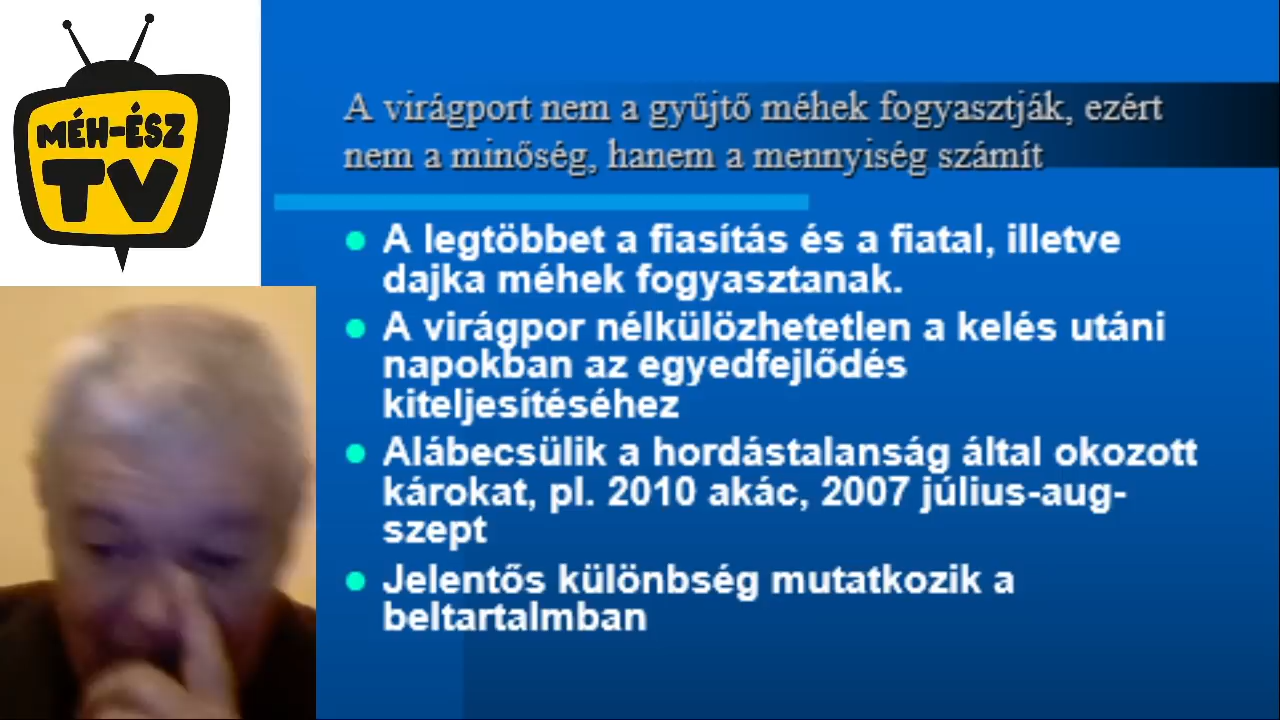 MÉH-ÉSZ
TV
A virágport nem a gyűjtő méhek fogyasztják, ezért
nem a minőség, hanem a mennyiség számít
A legtöbbet a fiasítás és a fiatal, illetve
dajka méhek fogyasztanak.
A virágpor nélkülözhetetlen a kelés utáni
napokban az egyedfejlődés
kiteljesítéséhez
Alábecsülik a hordástalanság által okozott
károkat, pl. 2010 akác, 2007 július-aug-
szept
Jelentős különbség mutatkozik a
beltartalmban